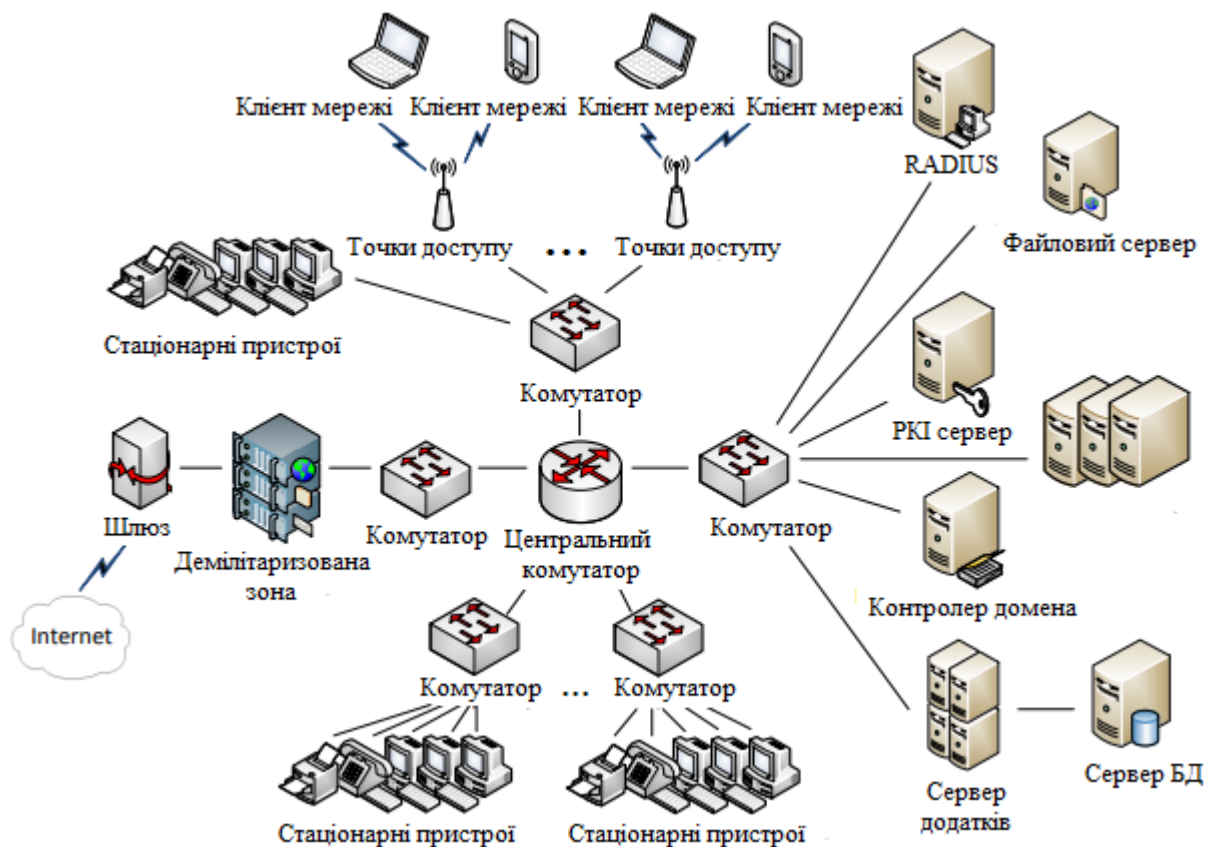 Клієнт мережі
Клієнт мережі
Клієнт мережі
Клієнт мережі
RADIUS
Файловий сервер
Точки доступу
...
Точки доступу
Стаціонарні пристрої
Комутатор
PKI сервер
Шлюз
Демілітаризована
зона
Комутатор
Центральний
комутатор
Комутатор
Контролер домена
Internet
Комутатор
...
Комутатор
Стаціонарні пристрої
Стаціонарні пристрої
Сервер
додатків
Сервер БД